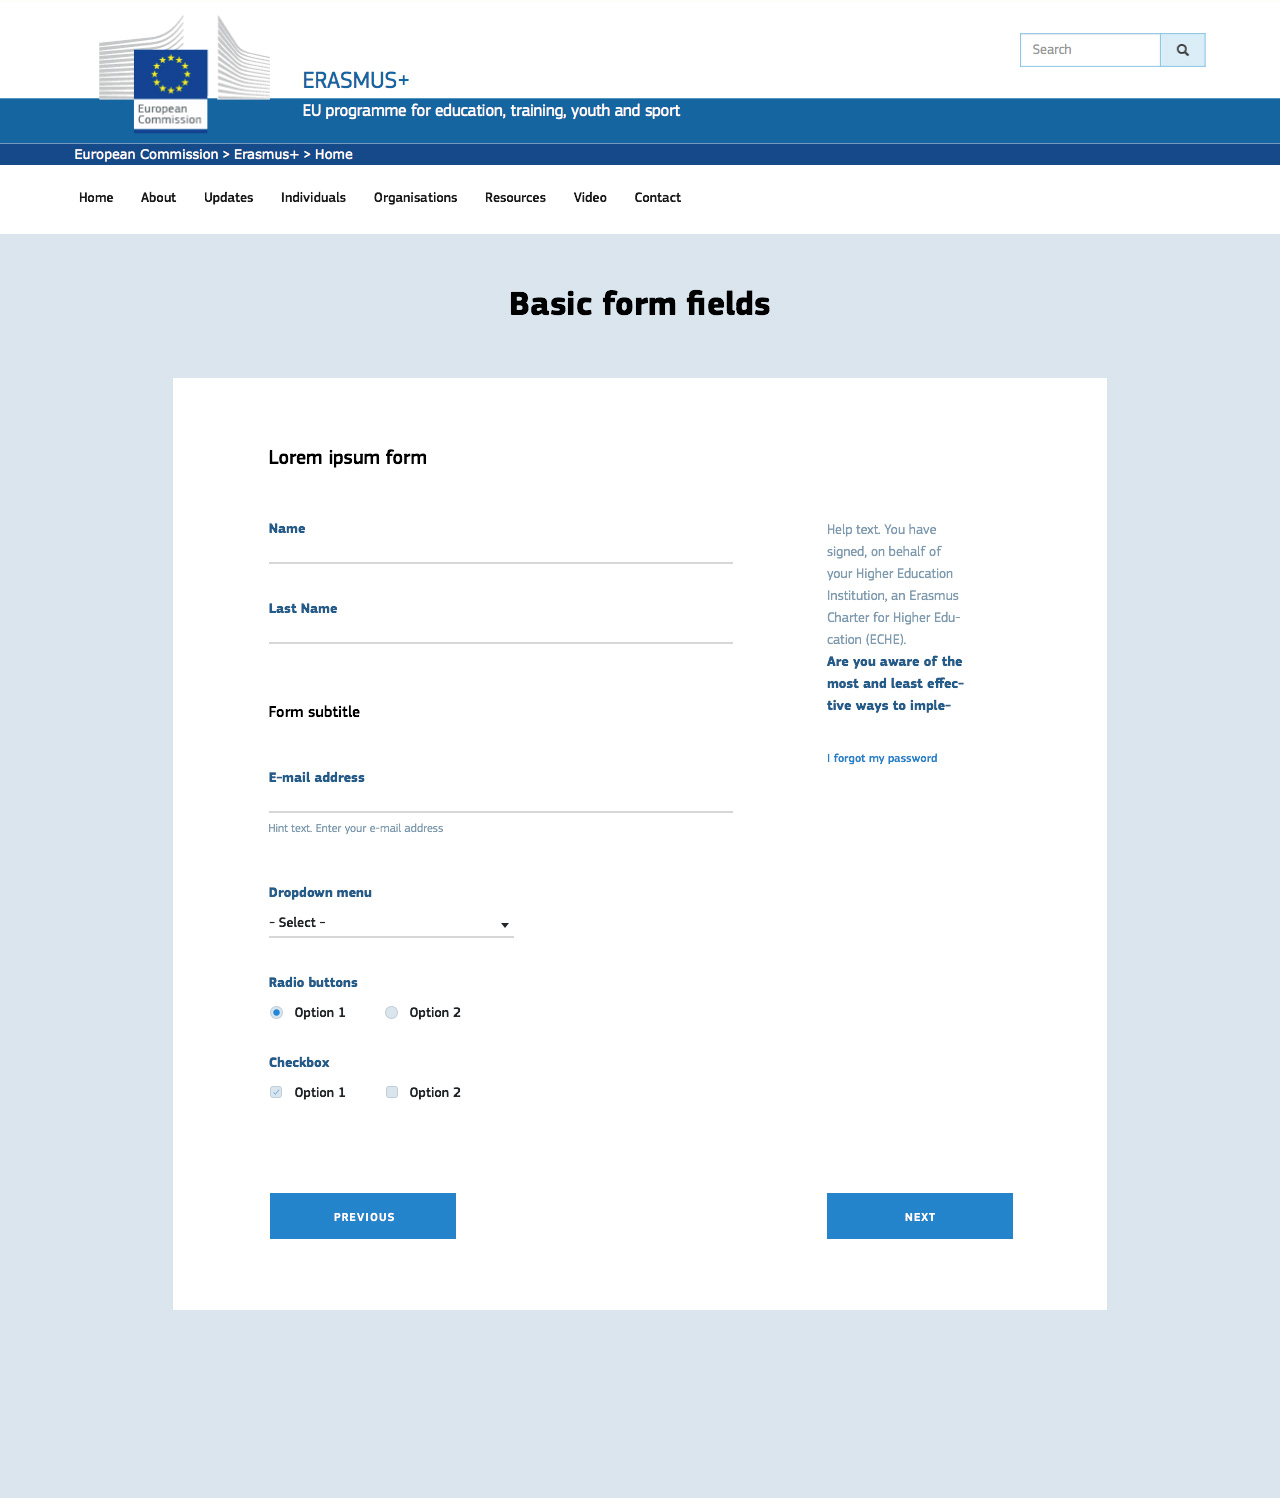 Search
ERASMUS+
European
Commission
EU programme for education, training, youth and sport
European Commission > Erasmus+ > Home
Home About Updates Individuals Organisations Resources Video Contact
Basic form fields
Lorem ipsum form
Name
Last Name
Form subtitle
E-mail address
Hint text. Enter your e-mail address
Dropdown menu
- Select -
Radio buttons
Option 1 Option 2
Checkbox
Option 1 Option 2
Help text. You have
signed, on behalf of
your Higher Education
Institution, an Erasmus
Charter for Higher Edu-
cation (ECHE).
Are you aware of the
most and least effec-
tive ways to imple-
I forgot my password
PREVIOUS NEXT